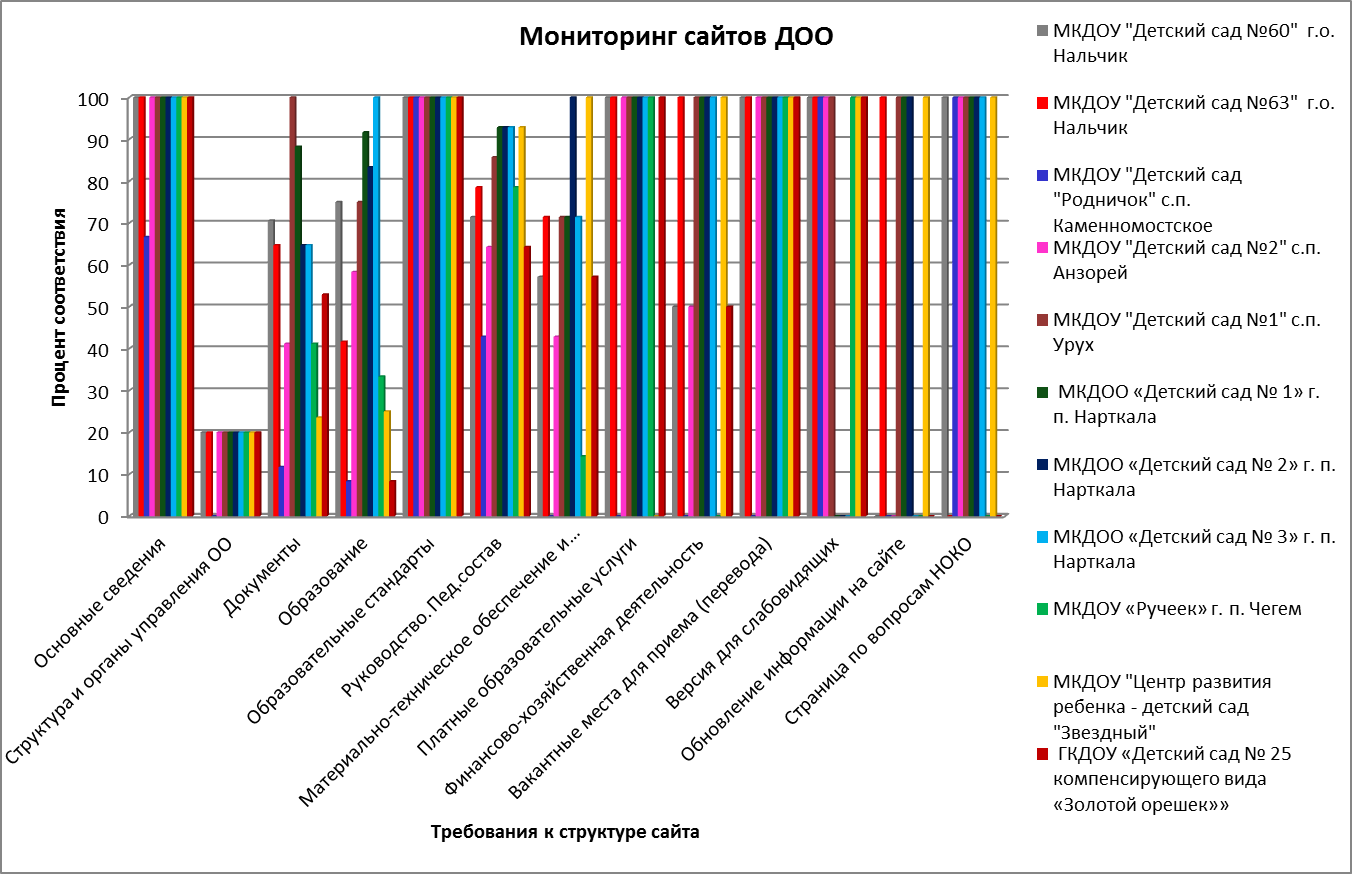 Мониторинг сайтов ДОО
Процент соответствия
100
90
80
70
60
50
40
30
20
10
0
Основные сведения
Структура и органы управления ОО
Документы
Образование
Образовательные стандарты
Руководство. Пед.состав
Материально-техническое обеспечение и...
Платные образовательные услуги
Финансово-хозяйственная деятельность
Вакантные места для приема (перевода)
Версия для слабовидящих
Обновление информации на сайте
Страница по вопросам НОКО
Требования к структуре сайта
МКДОУ "Детский сад №60" г.о.
Нальчик
МКДОУ "Детский сад №63" г.о.
Нальчик
МКДОУ "Детский сад
"Родничок" с.п.
Каменномостское
МКДОУ "Детский сад №2" с.п.
Анзорей
МКДОУ "Детский сад №1" с.п.
Урух
МКДОО «Детский сад № 1» г.
п. Нарткала
МКДОО «Детский сад № 2» г. п.
Нарткала
МКДОО «Детский сад № 3» г. п.
Нарткала
МКДОУ «Ручеек» г. п. Чегем
МКДОУ "Центр развития
ребенка - детский сад
"Звездный"
ГКДОУ «Детский сад № 25
компенсирующего вида
«Золотой орешек»»